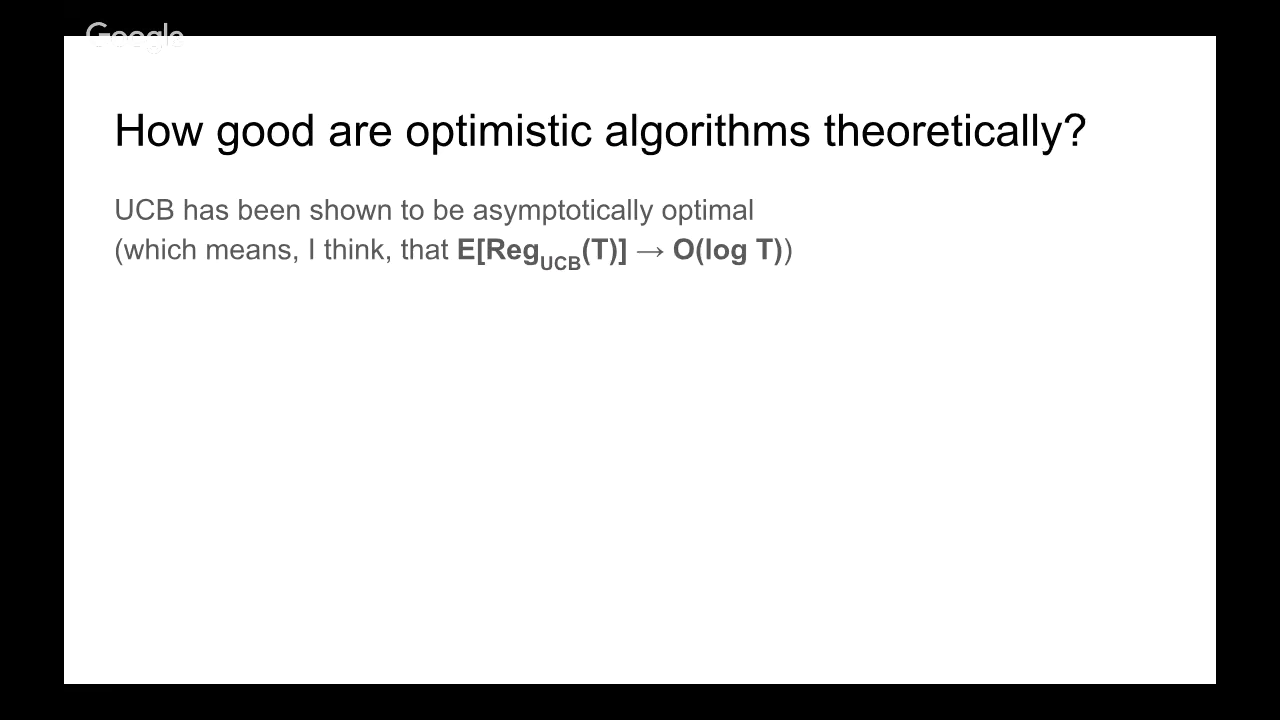 Google
How good are optimistic algorithms theoretically?
UCB has been shown to be asymptotically optimal
(which means, I think, that E[Reg_UCB(T)] → O(log T))